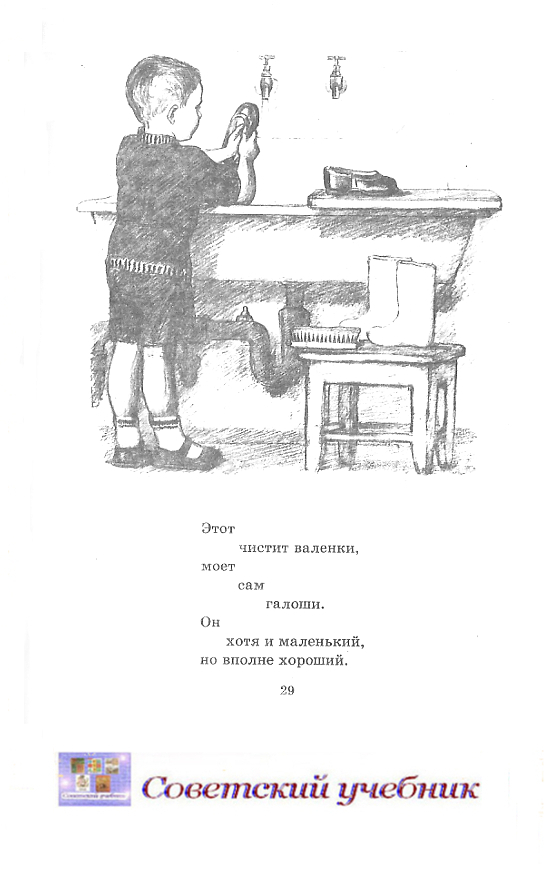 Этот
чистит валенки,
моет
сам
галоши.
Он
хотя и маленький,
но вполне хороший.
29
Советский учебник